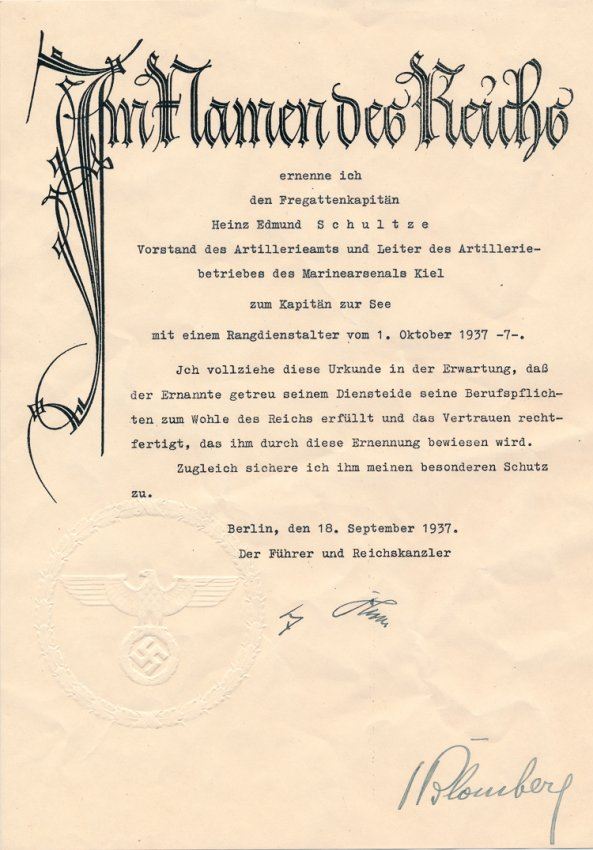 Im Namen des Reichs
ernenne ich
den Fregattenkapitän
Heinz Edmund S c h u l t z e
Vorstand des Artillerieamts und Leiter des Artillerie-
betriebes des Marinearsenals Kiel
zum Kapitän zur See
mit einem Rangdienstalter vom 1. Oktober 1937 -7-.
Jch vollziehe diese Urkunde in der Erwartung, daß
der Ernannte getreu seinem Diensteide seine Berufspflich-
ten zum Wohle des Reichs erfüllt und das Vertrauen recht-
fertigt, das ihm durch diese Ernennung bewiesen wird.
Zugleich sichere ich ihm meinen besonderen Schutz
zu.
Berlin, den 18. September 1937.
Der Führer und Reichskanzler
Blomberg